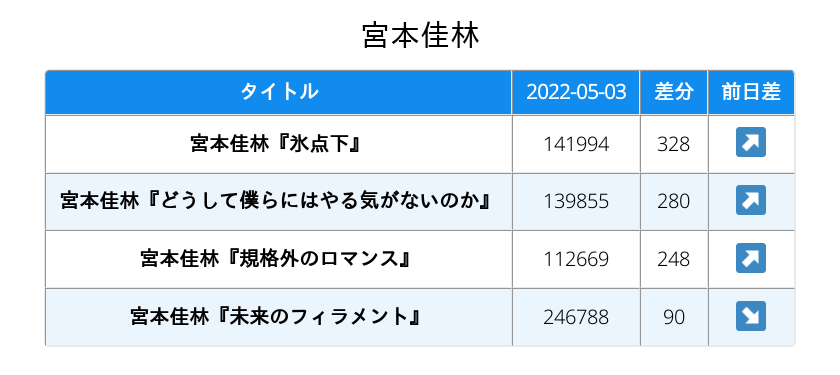 宮本佳林
タイトル 2022-05-03 差分 前日差
宮本佳林『氷点下』 141994 328 ↗
宮本佳林『どうして僕らにはやる気がないのか』 139855 280 ↗
宮本佳林『規格外のロマンス』 112669 248 ↗
宮本佳林『未来のフィラメント』 246788 90 ↘